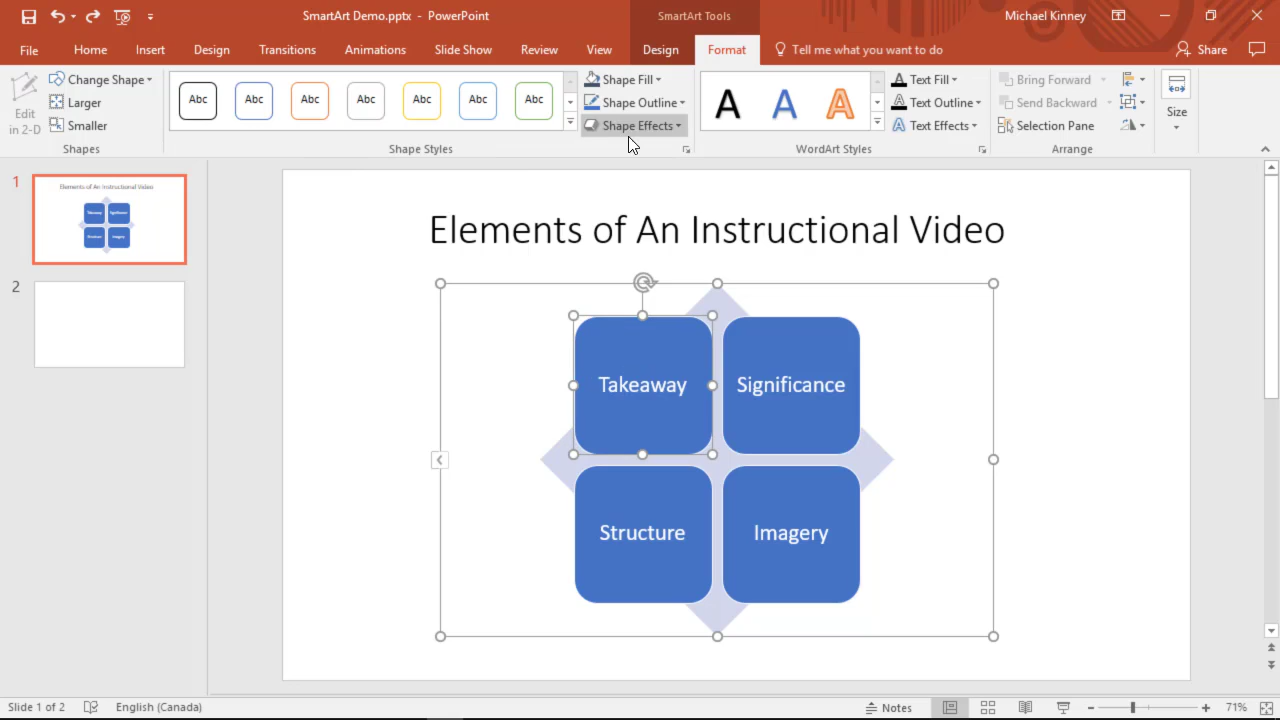 SmartArt Demo.pptx - PowerPoint
SmartArt Tools
Michael Kinney
File Home Insert Design Transitions Animations Slide Show Review View Design Format Tell me what you want to do Share
Edit in 2-D
Change Shape
Larger
Smaller
Shapes
Abc Abc Abc Abc Abc Abc Abc
Shape Fill
Shape Outline
Shape Effects
Shape Styles
A A A
Text Fill
Text Outline
Text Effects
WordArt Styles
Bring Forward
Send Backward
Selection Pane
Arrange
Size
1
Elements of An Instructional Video
Takeaway Significance
Structure Imagery
2
Elements of An Instructional Video
Takeaway Significance
Structure Imagery
Slide 1 of 2 English (Canada) Notes 71%